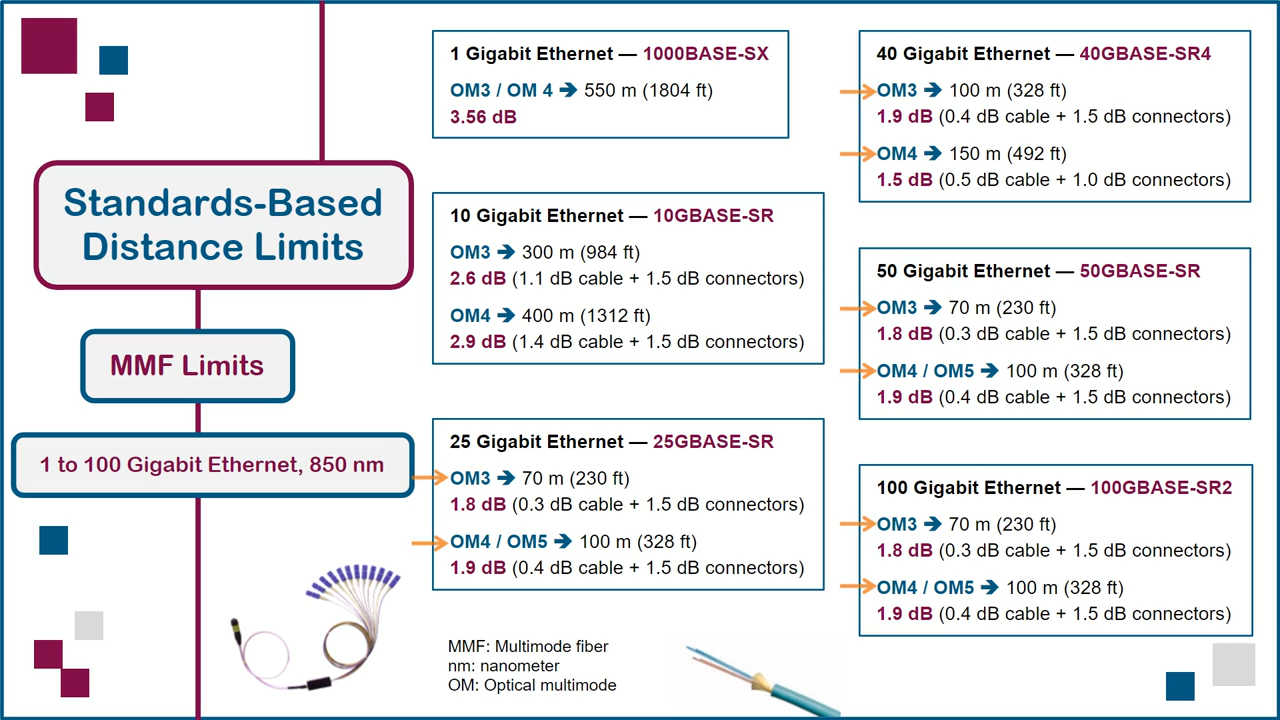 Standards-Based
Distance Limits
MMF Limits
1 to 100 Gigabit Ethernet, 850 nm
1 Gigabit Ethernet — 1000BASE-SX
OM3 / OM 4 ➔ 550 m (1804 ft)
3.56 dB
10 Gigabit Ethernet — 10GBASE-SR
OM3 ➔ 300 m (984 ft)
2.6 dB (1.1 dB cable + 1.5 dB connectors)
OM4 ➔ 400 m (1312 ft)
2.9 dB (1.4 dB cable + 1.5 dB connectors)
25 Gigabit Ethernet — 25GBASE-SR
OM3 ➔ 70 m (230 ft)
1.8 dB (0.3 dB cable + 1.5 dB connectors)
OM4 / OM5 ➔ 100 m (328 ft)
1.9 dB (0.4 dB cable + 1.5 dB connectors)
MMF: Multimode fiber
nm: nanometer
OM: Optical multimode
40 Gigabit Ethernet — 40GBASE-SR4
OM3 ➔ 100 m (328 ft)
1.9 dB (0.4 dB cable + 1.5 dB connectors)
OM4 ➔ 150 m (492 ft)
1.5 dB (0.5 dB cable + 1.0 dB connectors)
50 Gigabit Ethernet — 50GBASE-SR
OM3 ➔ 70 m (230 ft)
1.8 dB (0.3 dB cable + 1.5 dB connectors)
OM4 / OM5 ➔ 100 m (328 ft)
1.9 dB (0.4 dB cable + 1.5 dB connectors)
100 Gigabit Ethernet — 100GBASE-SR2
OM3 ➔ 70 m (230 ft)
1.8 dB (0.3 dB cable + 1.5 dB connectors)
OM4 / OM5 ➔ 100 m (328 ft)
1.9 dB (0.4 dB cable + 1.5 dB connectors)